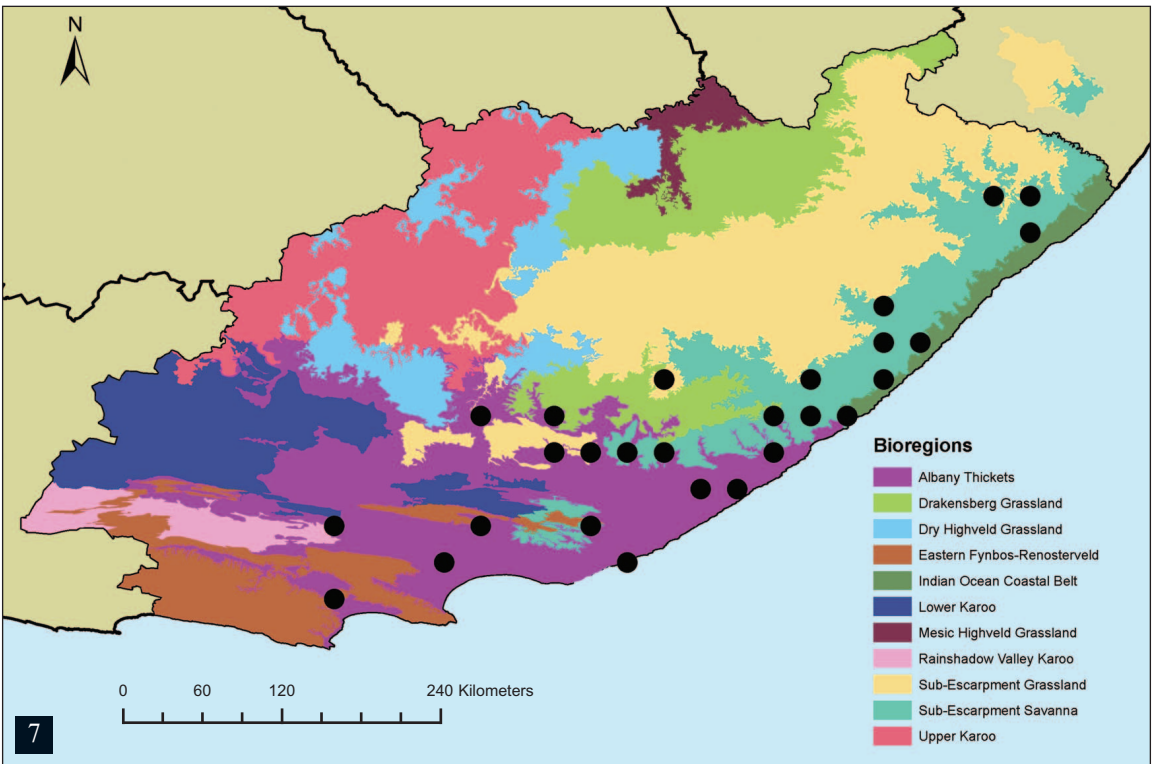 N
Bioregions
Albany Thickets
Drakensberg Grassland
Dry Highveld Grassland
Eastern Fynbos-Renosterveld
Indian Ocean Coastal Belt
Lower Karoo
Mesic Highveld Grassland
Rainshadow Valley Karoo
Sub-Escarpment Grassland
Sub-Escarpment Savanna
Upper Karoo
0 60 120 240 Kilometers
7